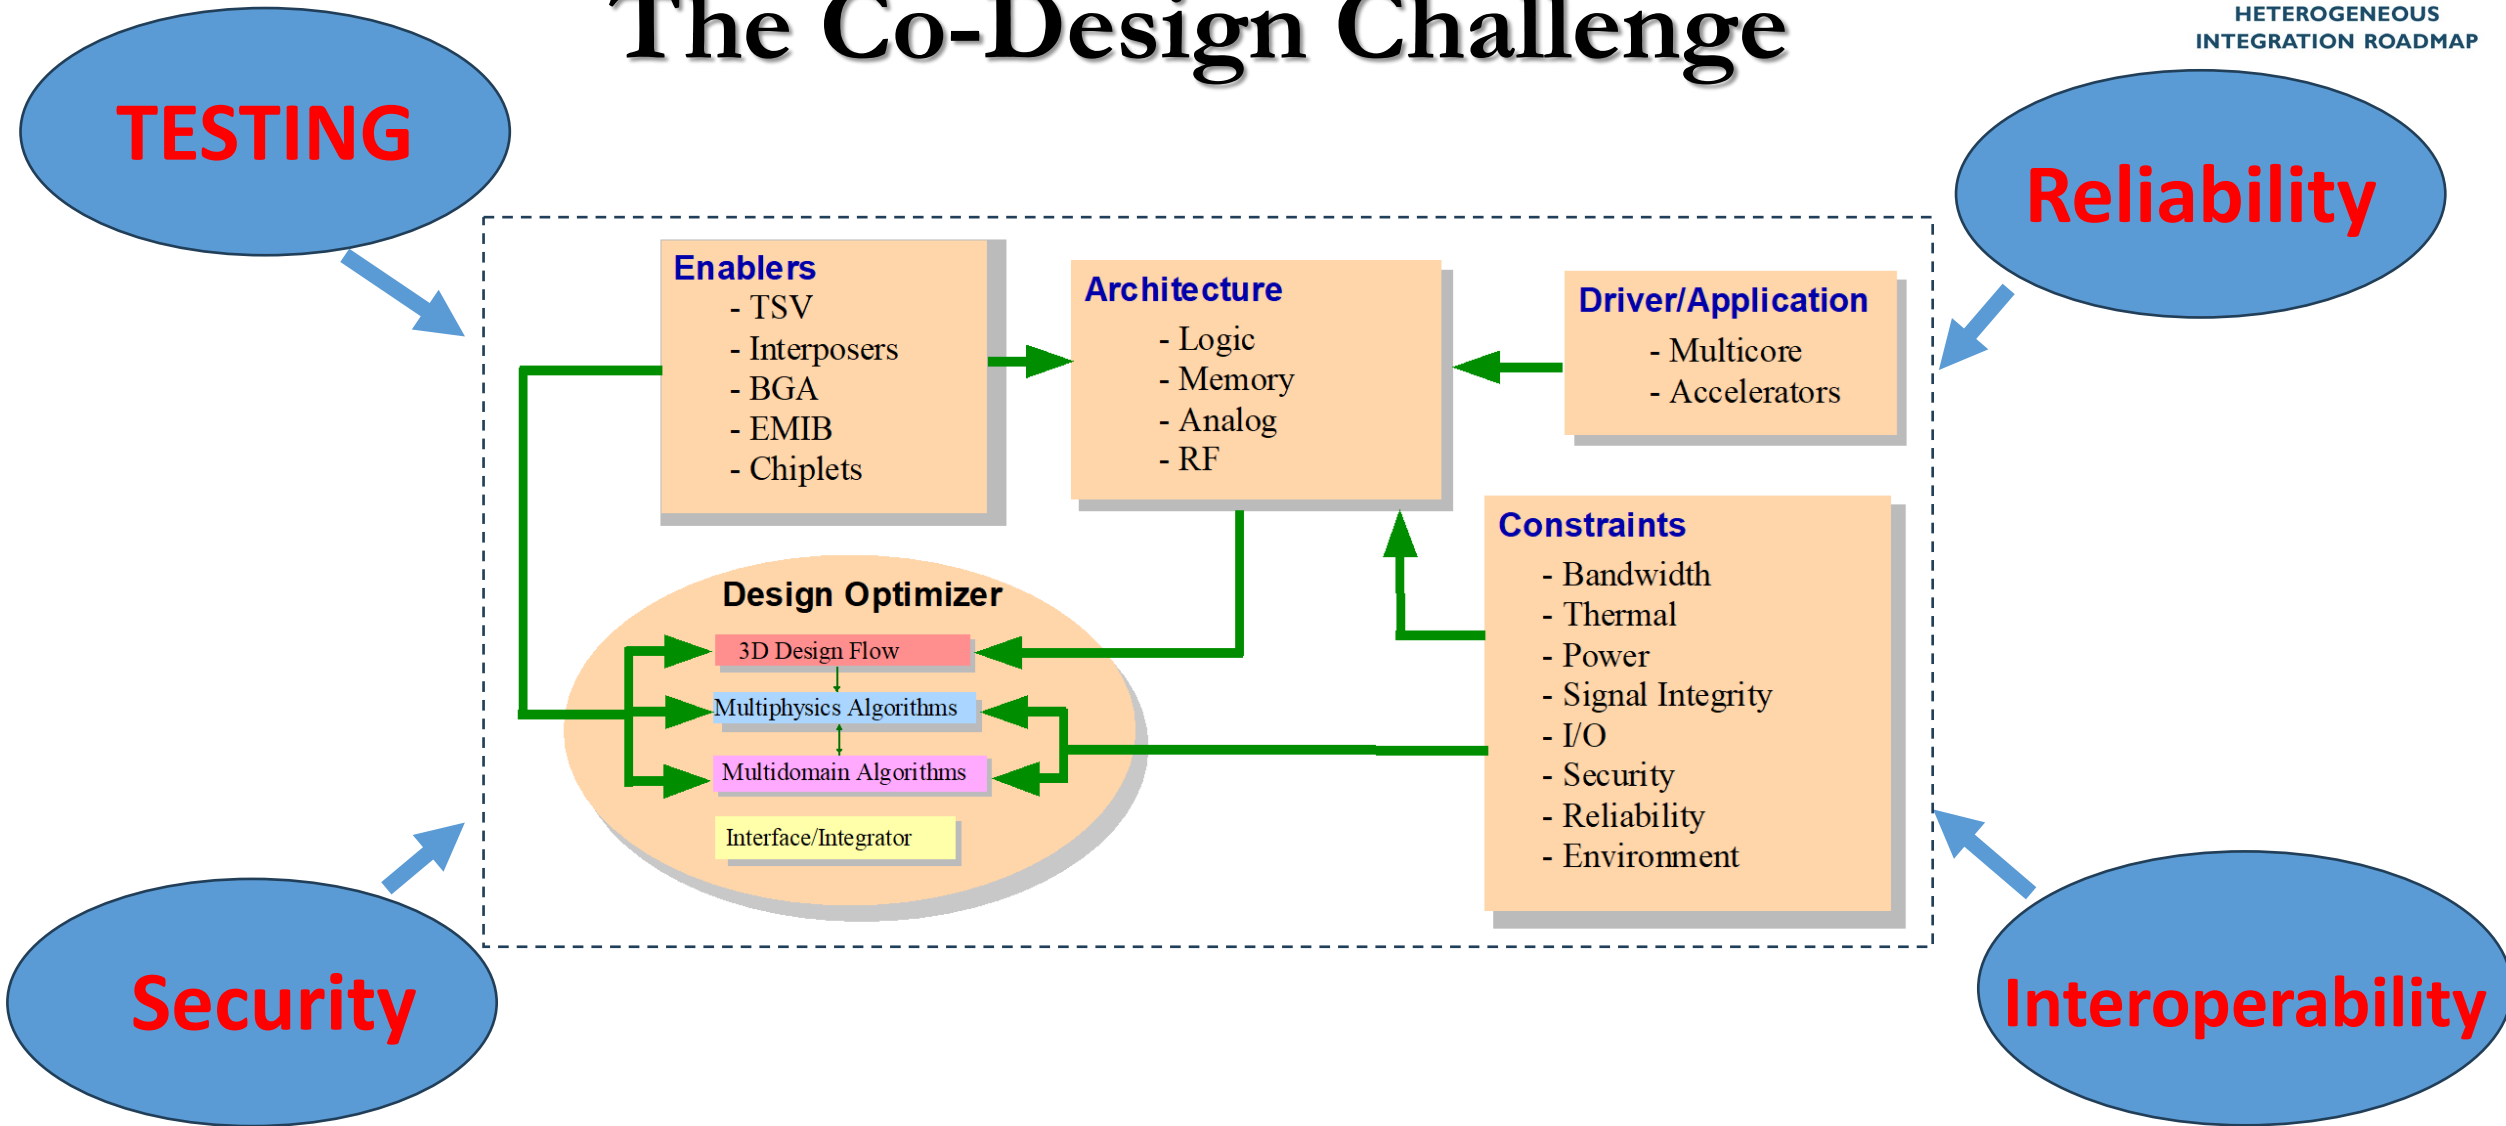 The Co-Design Challenge
HETEROGENEOUS
INTEGRATION ROADMAP
TESTING
Reliability
Enablers
- TSV
- Interposers
- BGA
- EMIB
- Chiplets
Architecture
- Logic
- Memory
- Analog
- RF
Driver/Application
- Multicore
- Accelerators
Constraints
- Bandwidth
- Thermal
- Power
- Signal Integrity
- I/O
- Security
- Reliability
- Environment
Design Optimizer
3D Design Flow
Multiphysics Algorithms
Multidomain Algorithms
Interface/Integrator
Security
Interoperability